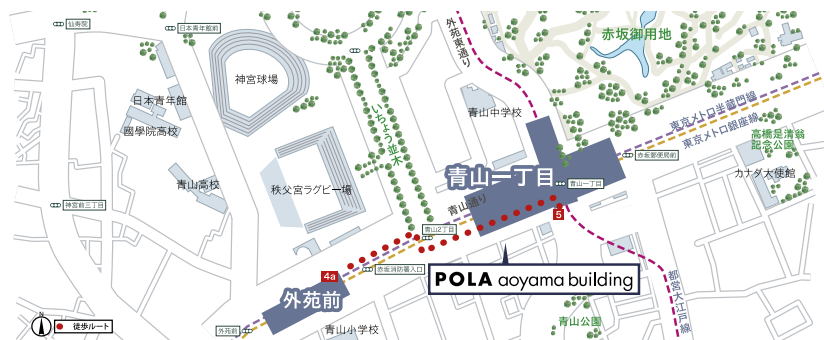 仙寿院
日本青年館前
外苑東通り
赤坂御用地
神宮球場
日本青年館
國學院高校
いちょう並木
青山中学校
東京メトロ半蔵門線
東京メトロ銀座線
高橋是清翁
記念公園
赤坂郵便局前
カナダ大使館
青山高校
秩父宮ラグビー場
青山一丁目
青山一丁目
神宮前三丁目
青山通り
5
青山2丁目
4a
赤坂消防署入口
POLA aoyama building
外苑前
都営大江戸線
青山公園
N
徒歩ルート
外苑前
青山小学校